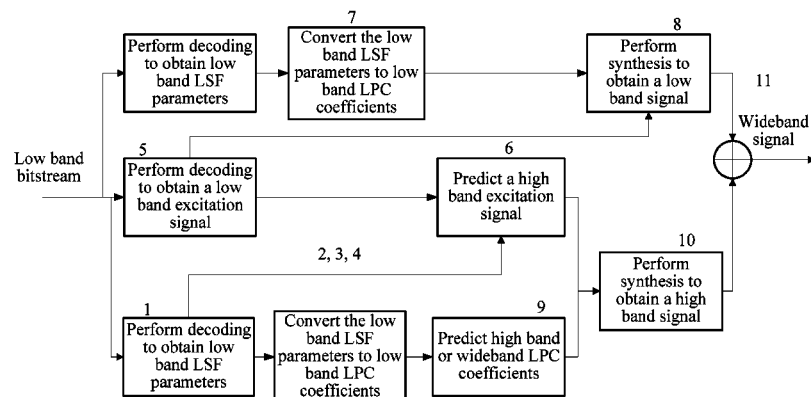 7
Perform decoding
to obtain low
band LSF
parameters
Convert the low
band LSF
parameters to low
band LPC
coefficients
8
Perform
synthesis to
obtain a low
band signal
11
Wideband
signal
Low band
bitstream
5
Perform decoding
to obtain a low
band excitation
signal
6
Predict a high
band excitation
signal
2, 3, 4
10
Perform
synthesis to
obtain a high
band signal
1
Perform decoding
to obtain low
band LSF
parameters
Convert the low
band LSF
parameters to low
band LPC
coefficients
9
Predict high band
or wideband LPC
coefficients